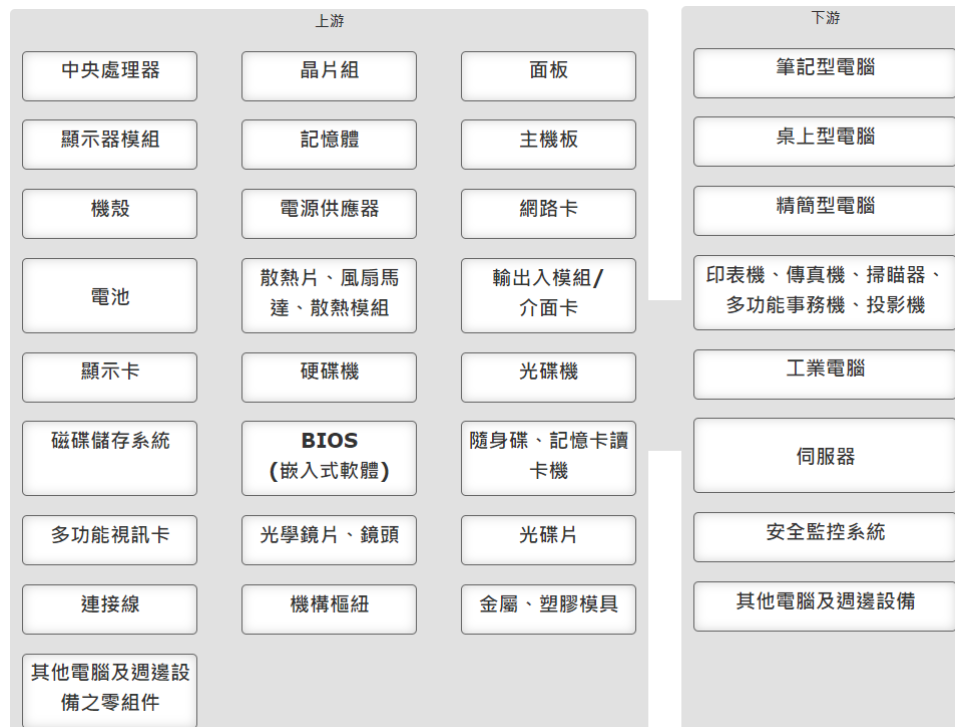 上游
中央處理器
晶片組
面板
顯示器模組
記憶體
主機板
機殼
電源供應器
網路卡
電池
散熱片、風扇馬
達、散熱模組
輸出入模組/
介面卡
顯示卡
硬碟機
光碟機
磁碟儲存系統
BIOS
(嵌入式軟體)
隨身碟、記憶卡讀
卡機
多功能視訊卡
光學鏡片、鏡頭
光碟片
連接線
機構樞紐
金屬、塑膠模具
其他電腦及週邊設
備之零組件
下游
筆記型電腦
桌上型電腦
精簡型電腦
印表機、傳真機、掃瞄器、
多功能事務機、投影機
工業電腦
伺服器
安全監控系統
其他電腦及週邊設備